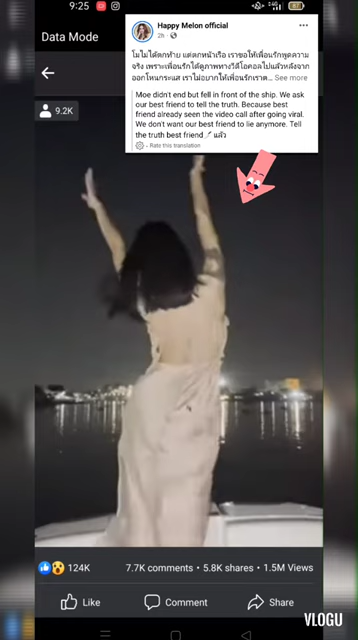 9:25
Data Mode
Happy Melon official
2h
โมไม่ได้ตกท้าย แต่ตกหน้าเรือ เราขอให้เพื่อนรักพูดความ
จริง เพราะเพื่อนรักได้ดูภาพทางวีดีโอคอลไปแล้วหลังจาก
ออกโหนกระแส เราไม่อยากให้เพื่อนรักเราต... See more
Moe didn't end but fell in front of the ship. We ask
our best friend to tell the truth. Because best
friend already seen the video call after going viral.
We don't want our best friend to lie anymore. Tell
the truth best friend แล้ว
Rate this translation
9.2K
124K 7.7K comments • 5.8K shares • 1.5M Views
Like Comment Share
VLOGU